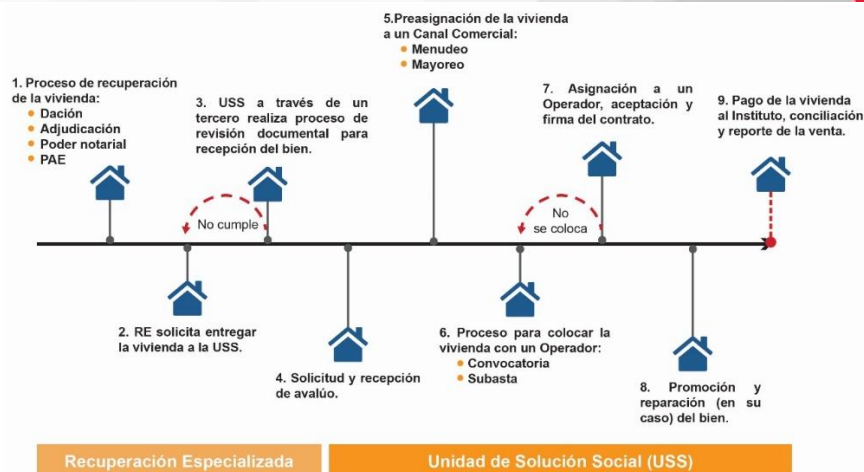 1. Proceso de recuperación
de la vivienda:
• Dación
• Adjudicación
• Poder notarial
• PAE
2. RE solicita entregar
la vivienda a la USS.
3. USS a través de un
tercero realiza proceso de
revisión documental para
recepción del bien.
No cumple
4. Solicitud y recepción
de avalúo.
5.Preasignación de la vivienda
a un Canal Comercial:
• Menudeo
• Mayoreo
6. Proceso para colocar la
vivienda con un Operador:
• Convocatoria
• Subasta
No
se coloca
7. Asignación a un
Operador, aceptación y
firma del contrato.
8. Promoción y
reparación (en su
caso) del bien.
9. Pago de la vivienda
al Instituto, conciliación
y reporte de la venta.
Recuperación Especializada
Unidad de Solución Social (USS)